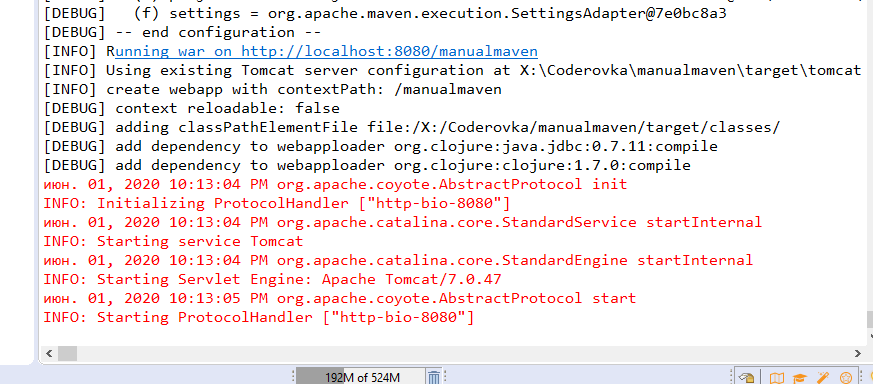 [DEBUG]   (f) settings = org.apache.maven.execution.SettingsAdapter@7e0bc8a3
[DEBUG] -- end configuration --
[INFO] Running war on http://localhost:8080/manualmaven
[INFO] Using existing Tomcat server configuration at X:\Coderovka\manualmaven\target\tomcat
[INFO] create webapp with contextPath: /manualmaven
[DEBUG] context reloadable: false
[DEBUG] adding classPathElementFile file:/X:/Coderovka/manualmaven/target/classes/
[DEBUG] add dependency to webapploader org.clojure:java.jdbc:0.7.11:compile
[DEBUG] add dependency to webapploader org.clojure:clojure:1.7.0:compile
июн. 01, 2020 10:13:04 PM org.apache.coyote.AbstractProtocol init
INFO: Initializing ProtocolHandler ["http-bio-8080"]
июн. 01, 2020 10:13:04 PM org.apache.catalina.core.StandardService startInternal
INFO: Starting service Tomcat
июн. 01, 2020 10:13:04 PM org.apache.catalina.core.StandardEngine startInternal
INFO: Starting Servlet Engine: Apache Tomcat/7.0.47
июн. 01, 2020 10:13:05 PM org.apache.coyote.AbstractProtocol start
INFO: Starting ProtocolHandler ["http-bio-8080"]
192M of 524M